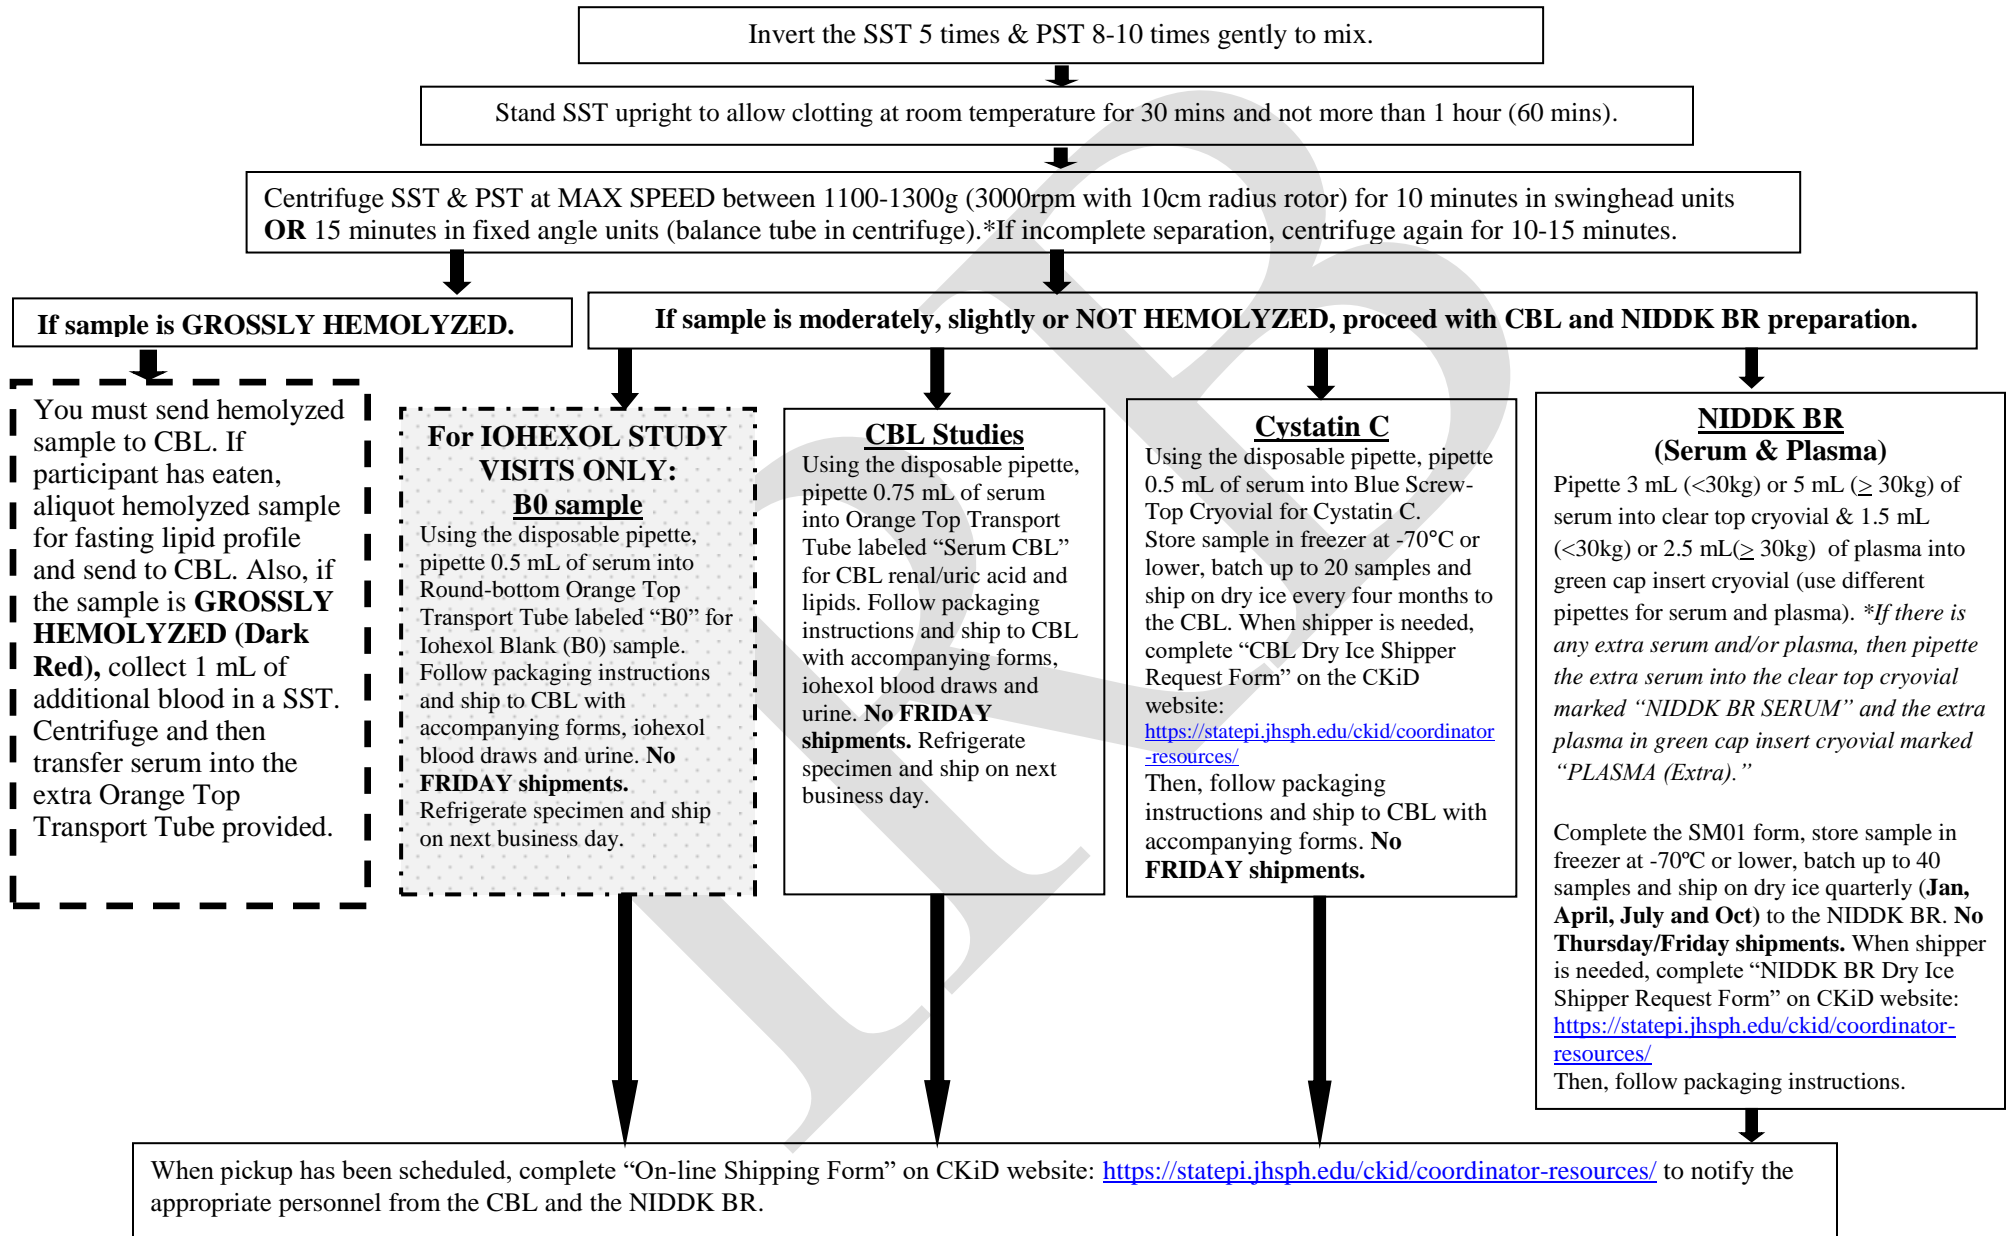 Invert the SST 5 times & PST 8-10 times gently to mix.
Stand SST upright to allow clotting at room temperature for 30 mins and not more than 1 hour (60 mins).
Centrifuge SST & PST at MAX SPEED between 1100-1300g (3000rpm with 10cm radius rotor) for 10 minutes in swinghead units
OR 15 minutes in fixed angle units (balance tube in centrifuge).*If incomplete separation, centrifuge again for 10-15 minutes.
If sample is GROSSLY HEMOLYZED.
If sample is moderately, slightly or NOT HEMOLYZED, proceed with CBL and NIDDK BR preparation.
You must send hemolyzed
sample to CBL. If
participant has eaten,
aliquot hemolyzed sample
for fasting lipid profile
and send to CBL. Also, if
the sample is GROSSLY
HEMOLYZED (Dark
Red), collect 1 mL of
additional blood in a SST.
Centrifuge and then
transfer serum into the
extra Orange Top
Transport Tube provided.
For IOHEXOL STUDY
VISITS ONLY:
B0 sample
Using the disposable pipette,
pipette 0.5 mL of serum into
Round-bottom Orange Top
Transport Tube labeled “B0” for
Iohexol Blank (B0) sample.
Follow packaging instructions
and ship to CBL with
accompanying forms, iohexol
blood draws and urine. No
FRIDAY shipments.
Refrigerate specimen and ship
on next business day.
CBL Studies
Using the disposable pipette,
pipette 0.75 mL of serum
into Orange Top Transport
Tube labeled “Serum CBL”
for CBL renal/uric acid and
lipids. Follow packaging
instructions and ship to CBL
with accompanying forms,
iohexol blood draws and
urine. No FRIDAY
shipments. Refrigerate
specimen and ship on next
business day.
Cystatin C
Using the disposable pipette, pipette
0.5 mL of serum into Blue Screw-
Top Cryovial for Cystatin C.
Store sample in freezer at -70°C or
lower, batch up to 20 samples and
ship on dry ice every four months to
the CBL. When shipper is needed,
complete “CBL Dry Ice Shipper
Request Form” on the CKiD
website:
https://statepi.jhsph.edu/ckid/coordinator
-resources/
Then, follow packaging
instructions and ship to CBL with
accompanying forms. No
FRIDAY shipments.
NIDDK BR
(Serum & Plasma)
Pipette 3 mL (<30kg) or 5 mL (≥ 30kg) of
serum into clear top cryovial & 1.5 mL
(<30kg) or 2.5 mL(≥ 30kg) of plasma into
green cap insert cryovial (use different
pipettes for serum and plasma). *If there is
any extra serum and/or plasma, then pipette
the extra serum into the clear top cryovial
marked “NIDDK BR SERUM” and the extra
plasma in green cap insert cryovial marked
“PLASMA (Extra).”
Complete the SM01 form, store sample in
freezer at -70ºC or lower, batch up to 40
samples and ship on dry ice quarterly (Jan,
April, July and Oct) to the NIDDK BR. No
Thursday/Friday shipments. When shipper
is needed, complete “NIDDK BR Dry Ice
Shipper Request Form” on CKiD website:
https://statepi.jhsph.edu/ckid/coordinator-
resources/
Then, follow packaging instructions.
When pickup has been scheduled, complete “On-line Shipping Form” on CKiD website: https://statepi.jhsph.edu/ckid/coordinator-resources/ to notify the
appropriate personnel from the CBL and the NIDDK BR.
IRB